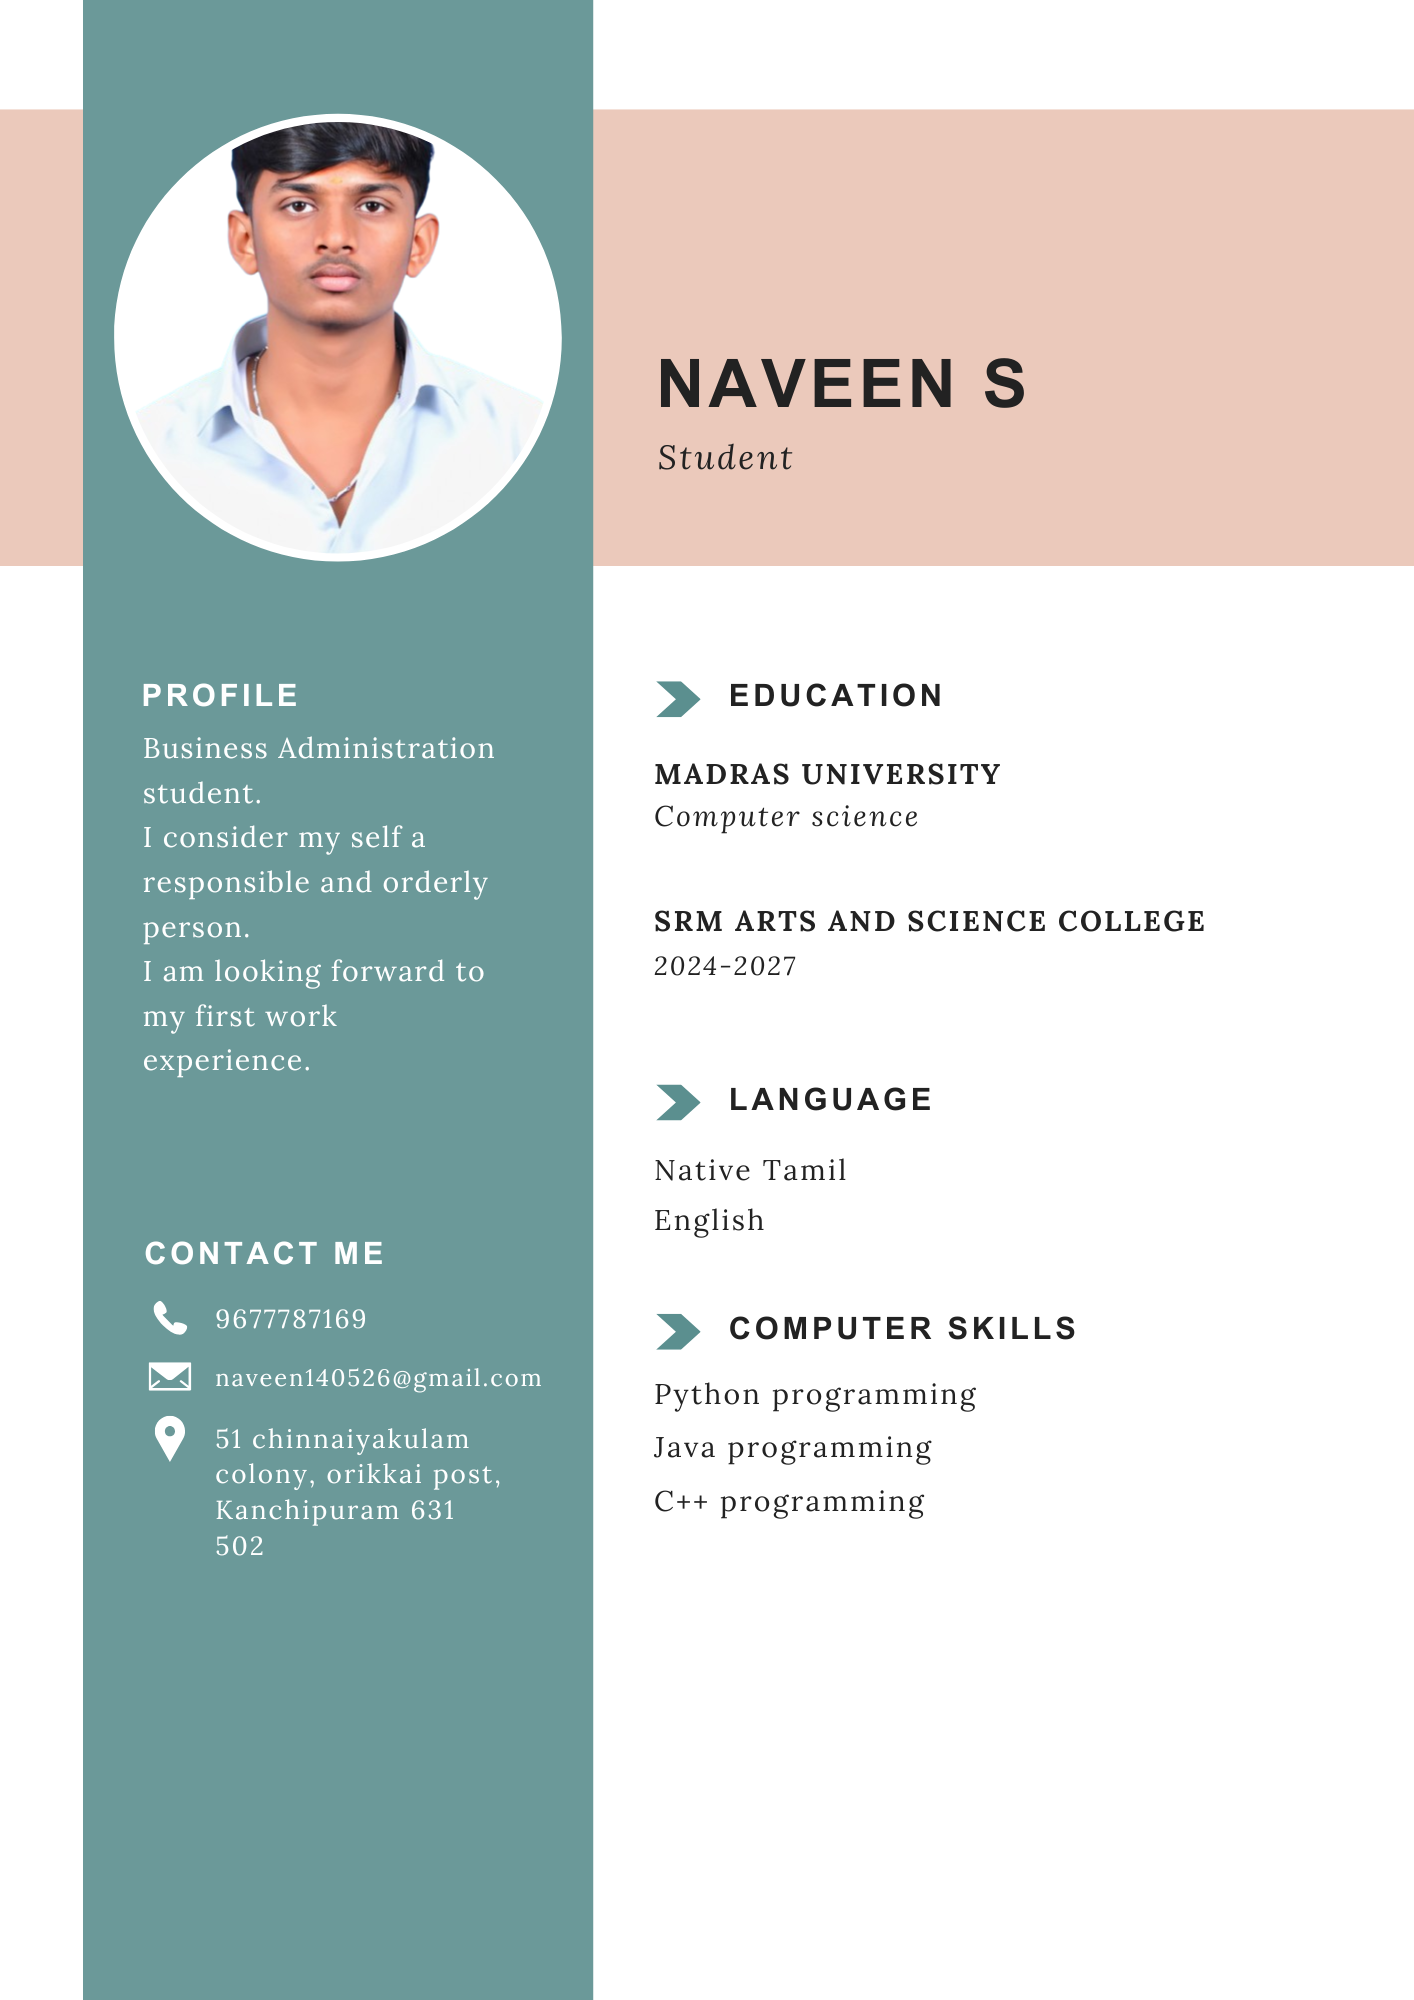 NAVEEN S
Student
PROFILE
Business Administration
student.
I consider my self a
responsible and orderly
person.
I am looking forward to
my first work
experience.
CONTACT ME
9677787169
naveen140526@gmail.com
51 chinnaiyakulam
colony, orikkai post,
Kanchipuram 631
502
EDUCATION
MADRAS UNIVERSITY
Computer science
SRM ARTS AND SCIENCE COLLEGE
2024-2027
LANGUAGE
Native Tamil
English
COMPUTER SKILLS
Python programming
Java programming
C++ programming